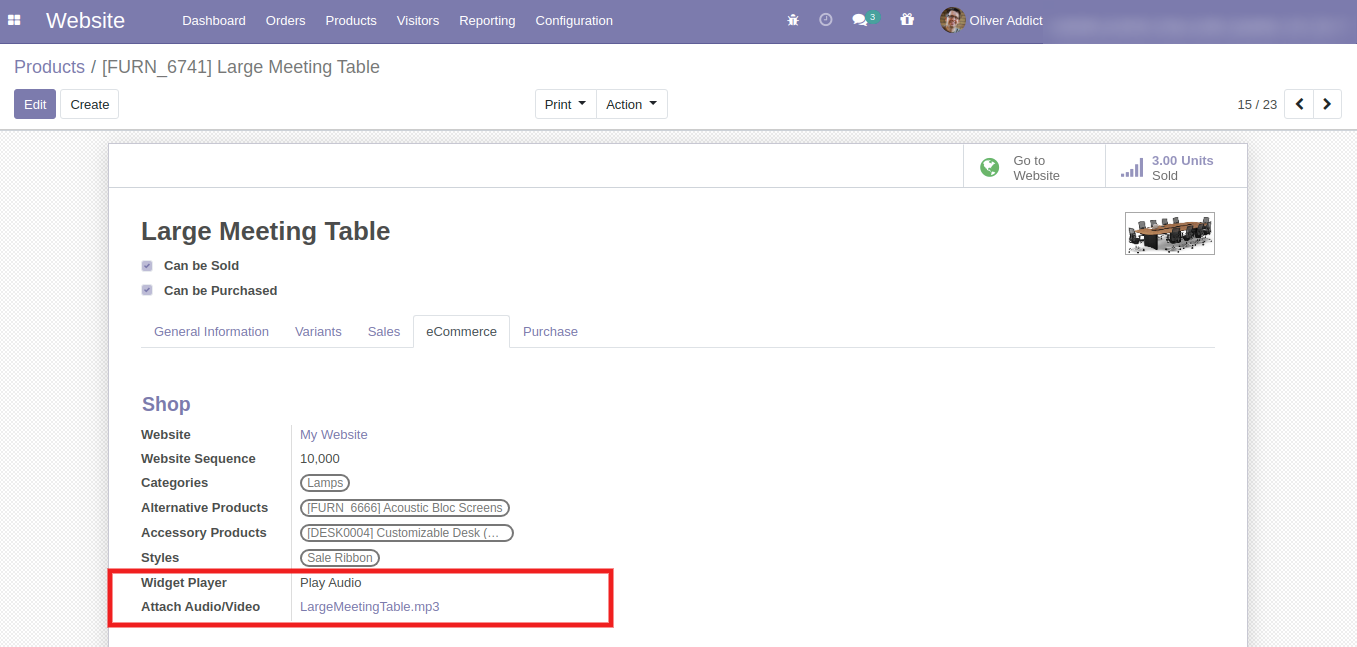 Website Dashboard Orders Products Visitors Reporting Configuration 3 Oliver Addict
Products / [FURN_6741] Large Meeting Table
Edit Create Print Action 15 / 23
Go to
Website
3.00 Units
Sold
Large Meeting Table
Can be Sold
Can be Purchased
General Information Variants Sales eCommerce Purchase
Shop
Website My Website
Website Sequence 10,000
Categories Lamps
Alternative Products [FURN_6666] Acoustic Bloc Screens
Accessory Products [DESK0004] Customizable Desk (…
Styles Sale Ribbon
Widget Player Play Audio
Attach Audio/Video LargeMeetingTable.mp3